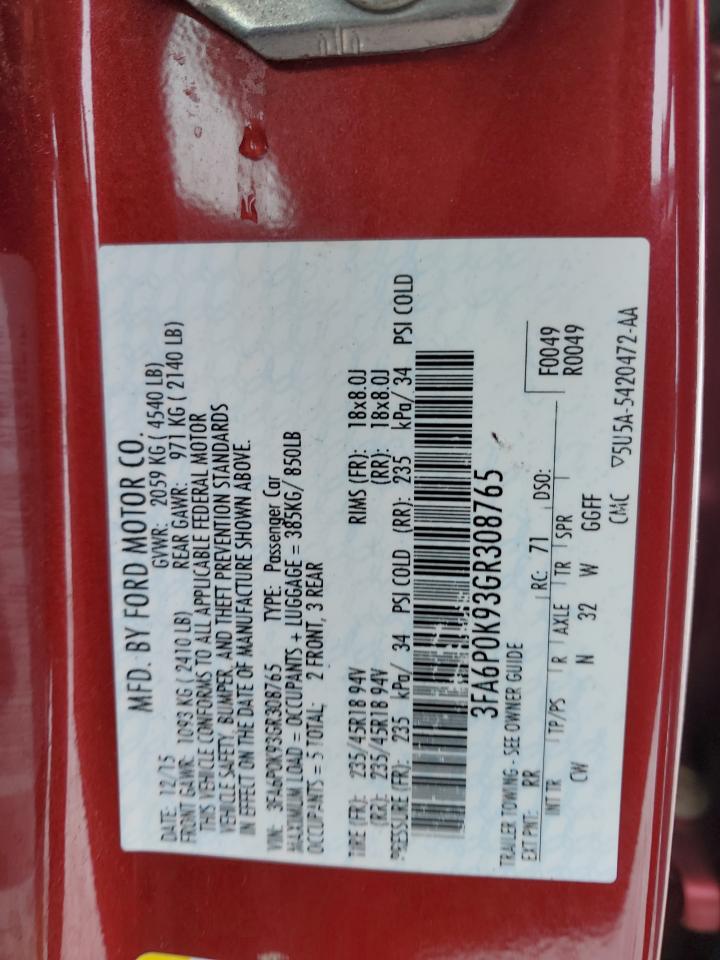 MFD. BY FORD MOTOR CO.
DATE: 12/15 GVWR: 2059 KG ( 4540 LB)
FRONT GAWR: 1093 KG ( 2410 LB) REAR GAWR: 971 KG ( 2140 LB)
THIS VEHICLE CONFORMS TO ALL APPLICABLE FEDERAL MOTOR
VEHICLE SAFETY, BUMPER, AND THEFT PREVENTION STANDARDS
IN EFFECT ON THE DATE OF MANUFACTURE SHOWN ABOVE.
VIN: 3FA6P0K93GR308765 TYPE: Passenger Car
MAXIMUM LOAD = OCCUPANTS + LUGGAGE = 385KG/ 850LB
OCCUPANTS = 5 TOTAL: 2 FRONT, 3 REAR
TIRE (FR): 235/45R18 94V RIMS (FR): 18x8.0J
(RR): 235/45R18 94V (RR): 18x8.0J
PRESSURE (FR): 235 kPa/ 34 PSI COLD (RR): 235 kPa/ 34 PSI COLD
3FA6P0K93GR308765
TRAILER TOWING - SEE OWNER GUIDE
EXT PNT: RR RC: 71 DSO: F0049
R0049
INT TR TP/PS R AXLE TR SPR
CW N 32 W GGFF
CMC ▽5U5A-5420472-AA